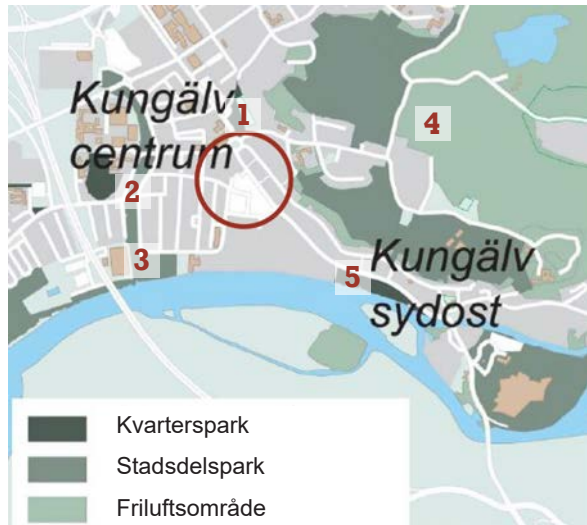 Kungälv
centrum
1
4
2
3
5
Kungälv
sydost
Kvarterspark
Stadsdelspark
Friluftsområde